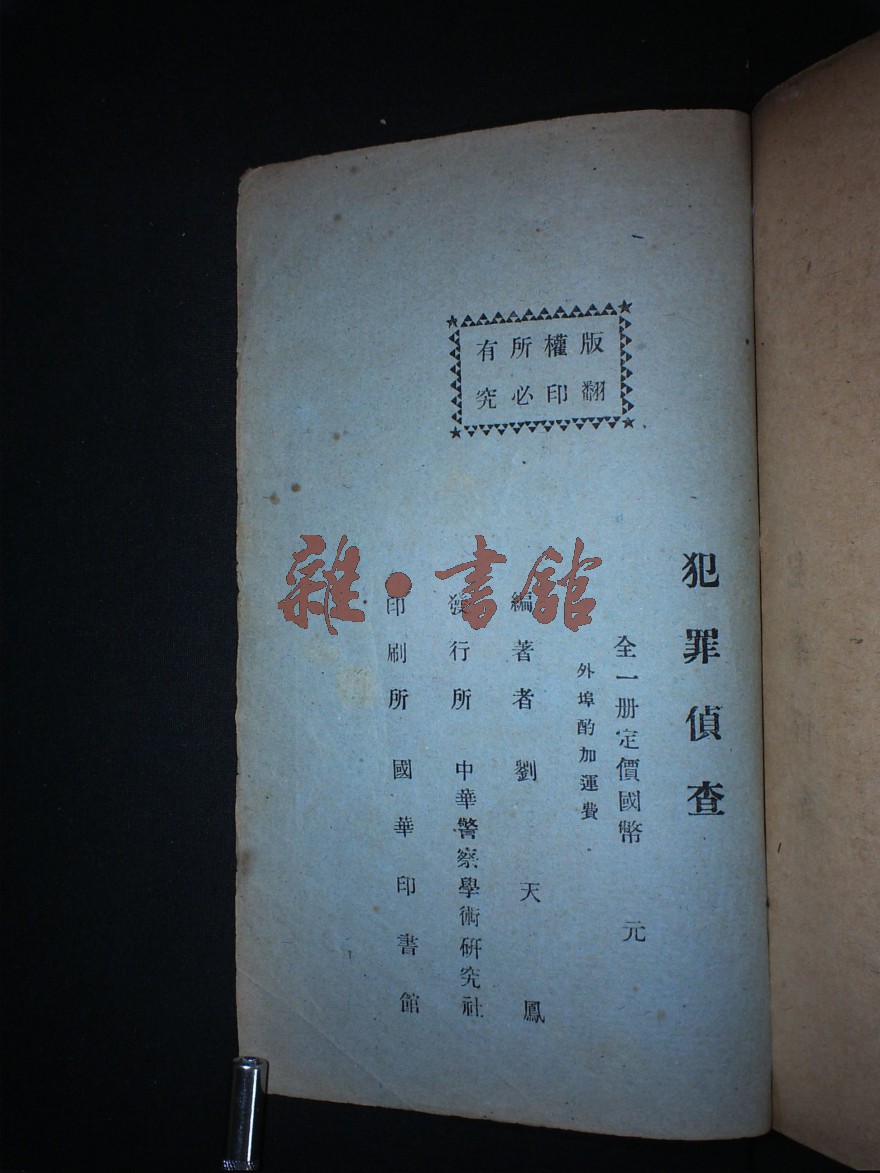 版權所有
翻印必究
犯罪偵查
全一册定價國幣 元
外埠酌加運費
編著者 劉天鳳
發行所 中華警察學術研究社
印刷所 國華印書館
雜·書館